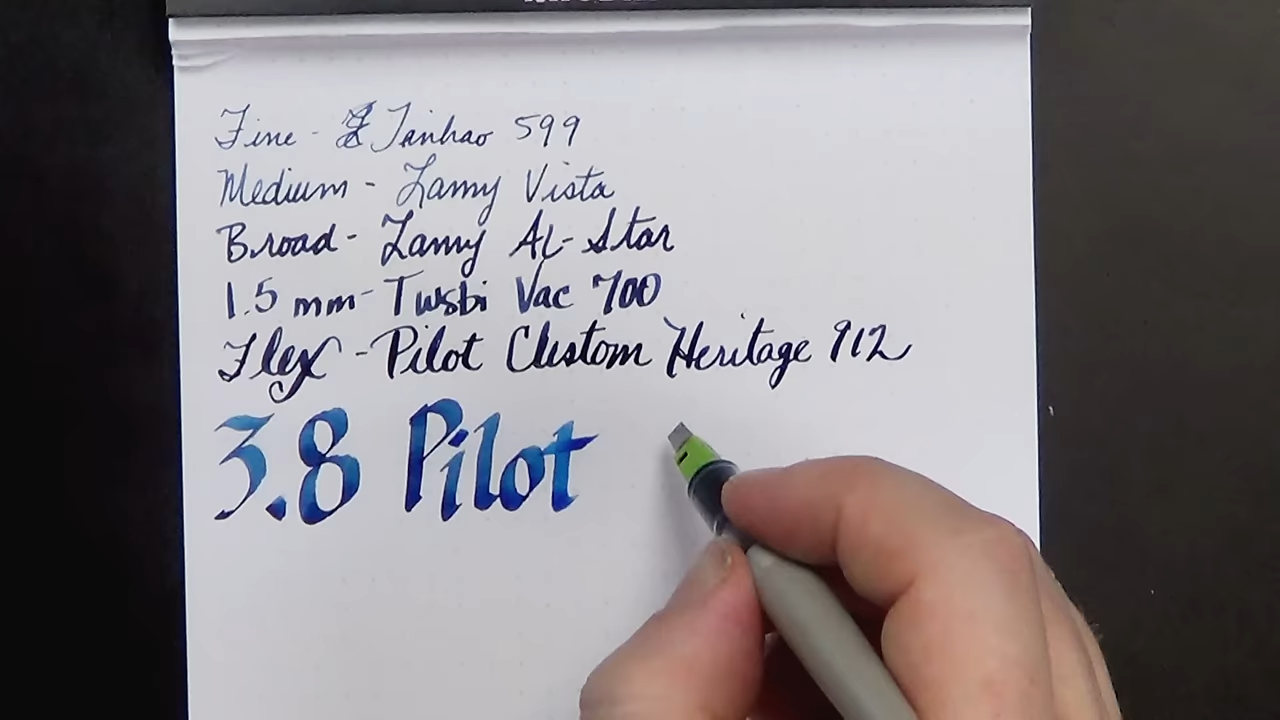 Fine - Jinhao 599
Medium - Lamy Vista
Broad - Lamy Al-Star
1.5 mm - Twsbi Vac 700
Flex - Pilot Custom Heritage 912
3.8 Pilot